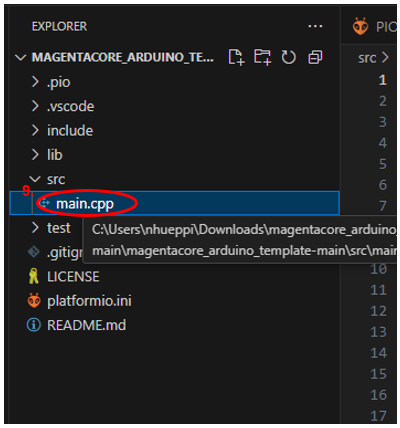 EXPLORER
...
PIO
MAGENTACORE_ARDUINO_TE...
src
.pio
.vscode
include
lib
src
9
main.cpp
test
C:\Users\nhueppi\Downloads\magentacore_arduino
main\magentacore_arduino_template-main\src\main
.gitign
LICENSE
platformio.ini
README.md
1
2
3
4
5
6
7
10
11
12
13
14
15
16
17